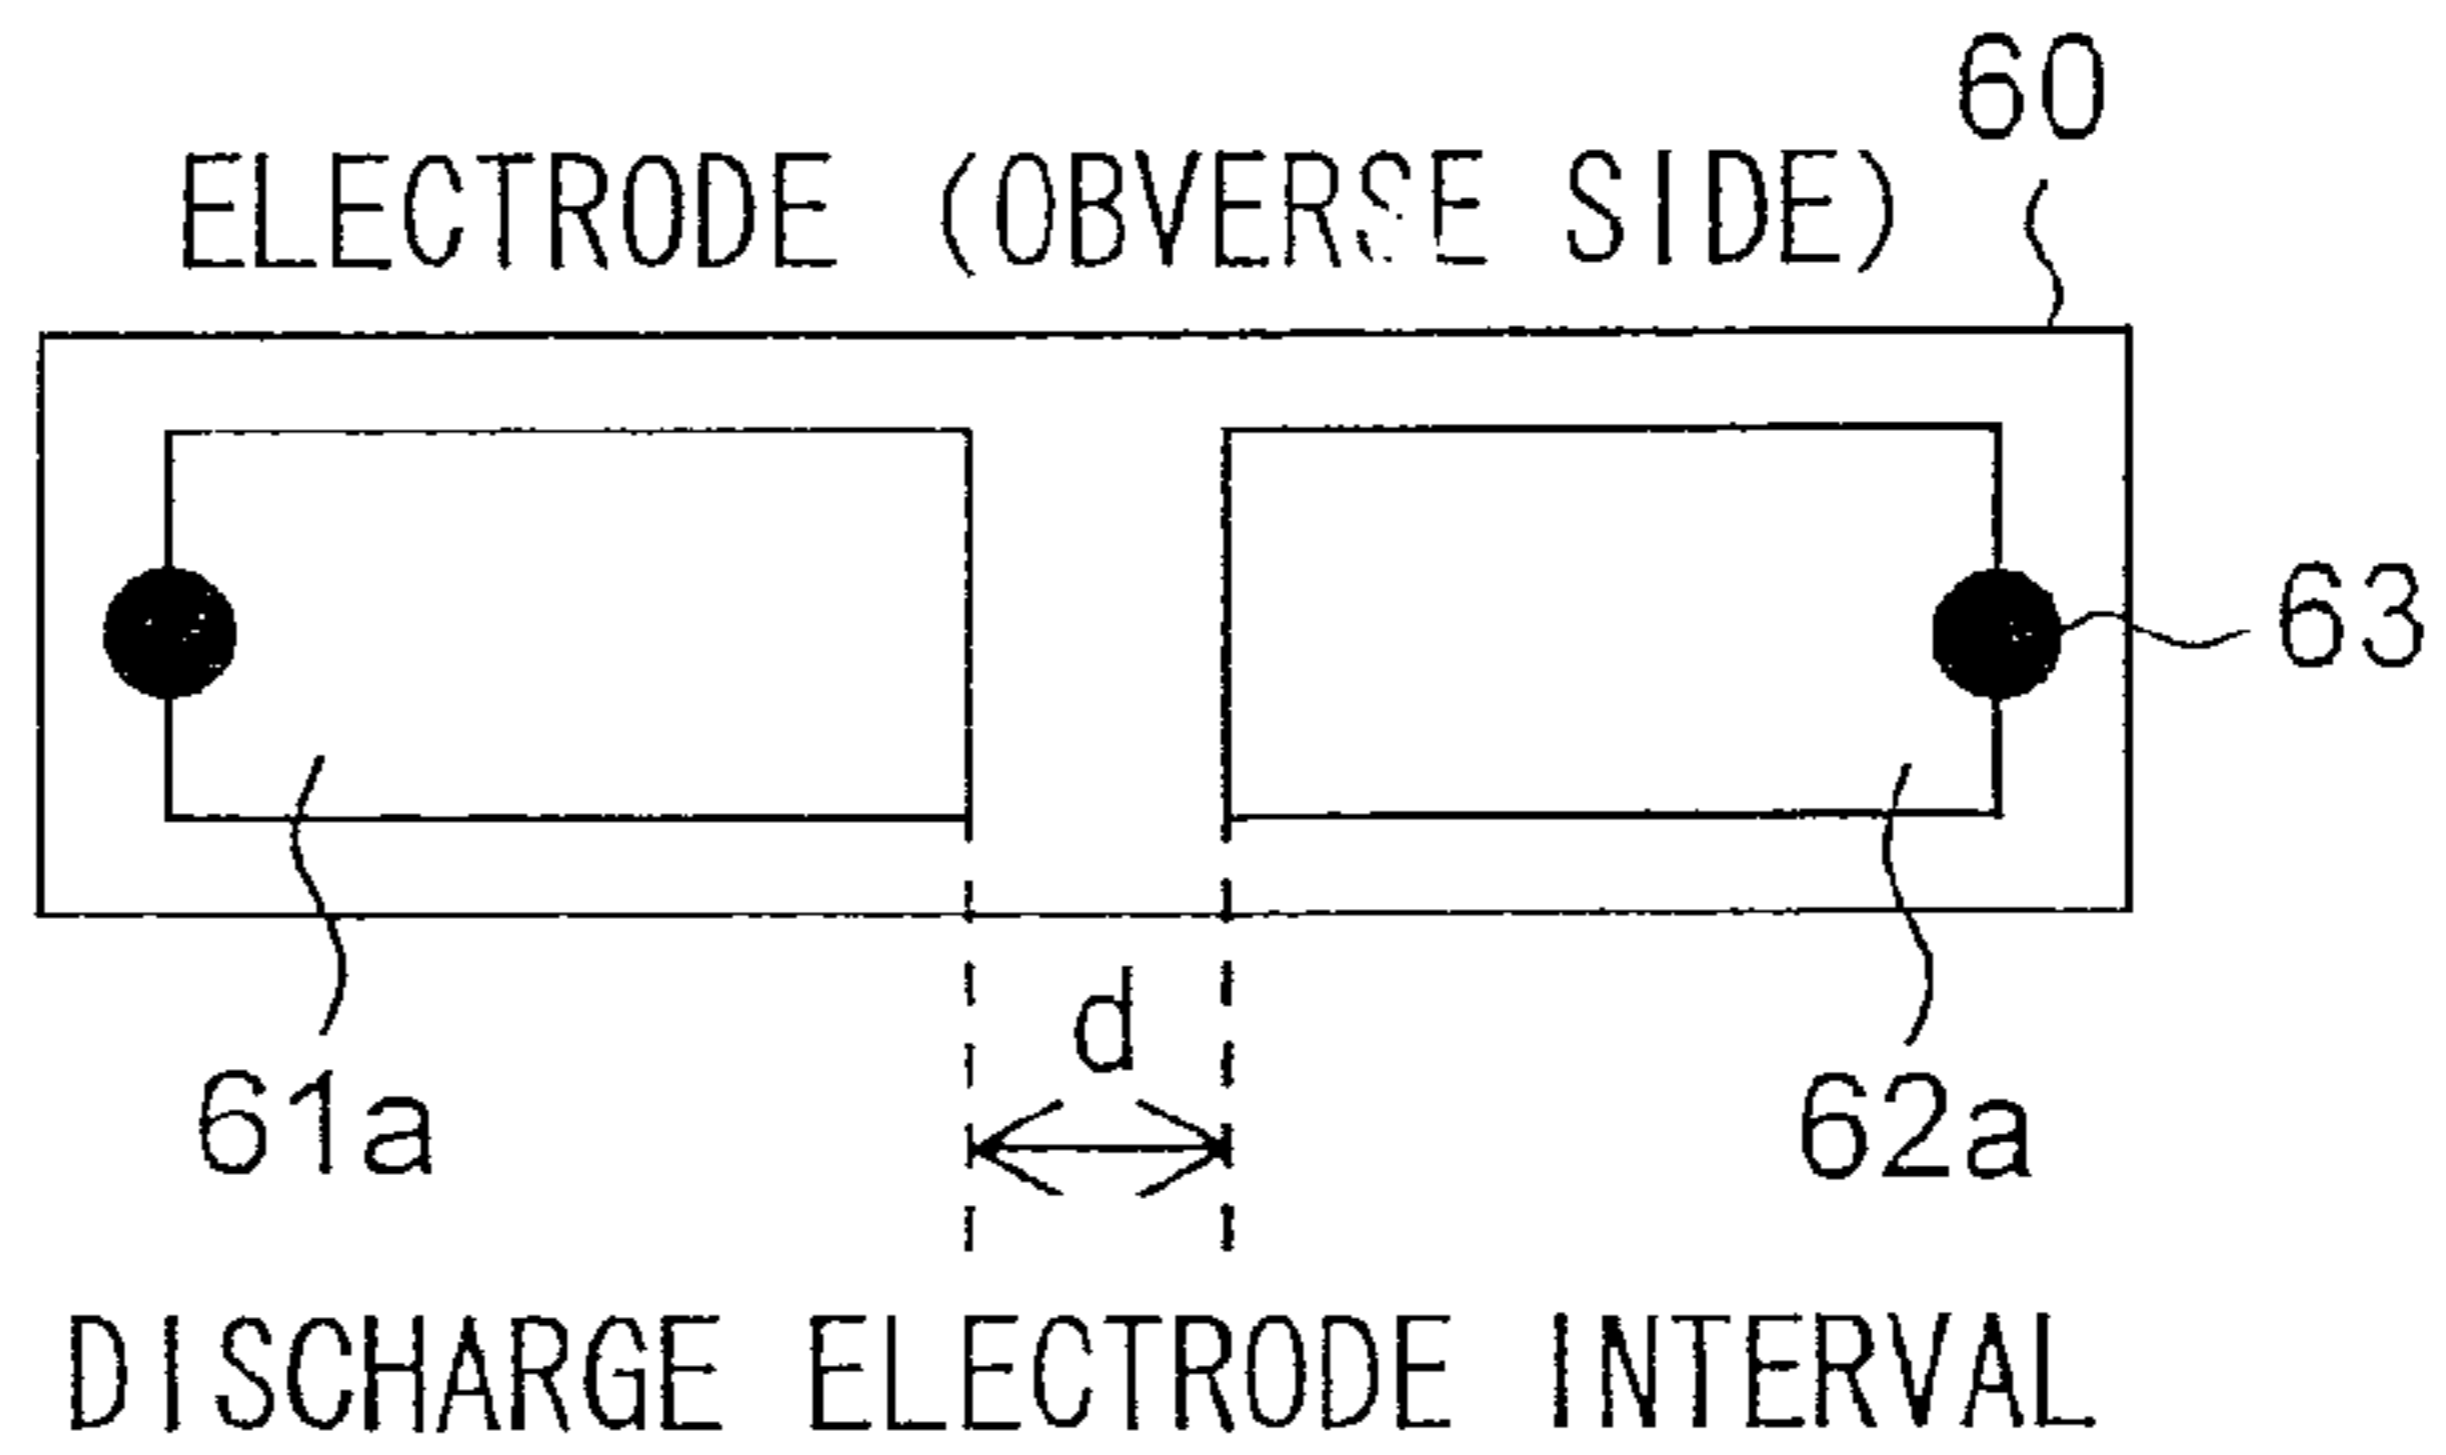 60
ELECTRODE (OBVERSE SIDE)
63
d
61a
62a
DISCHARGE ELECTRODE INTERVAL